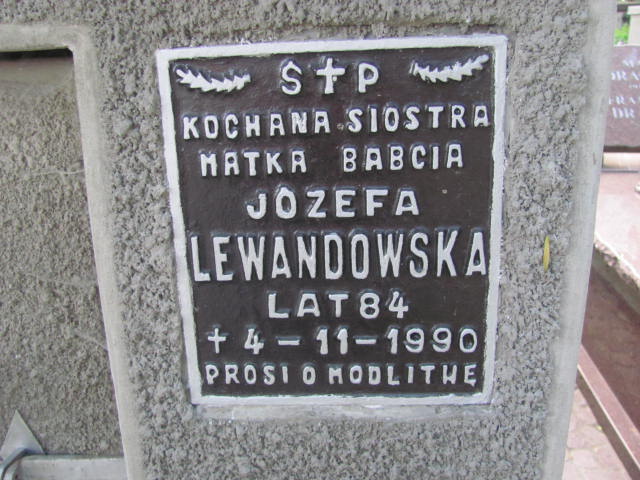 Ś✝P
KOCHANA SIOSTRA
MATKA BABCIA
JÓZEFA
LEWANDOWSKA
LAT 84
+ 4-11-1990
PROSI O MODLITWĘ